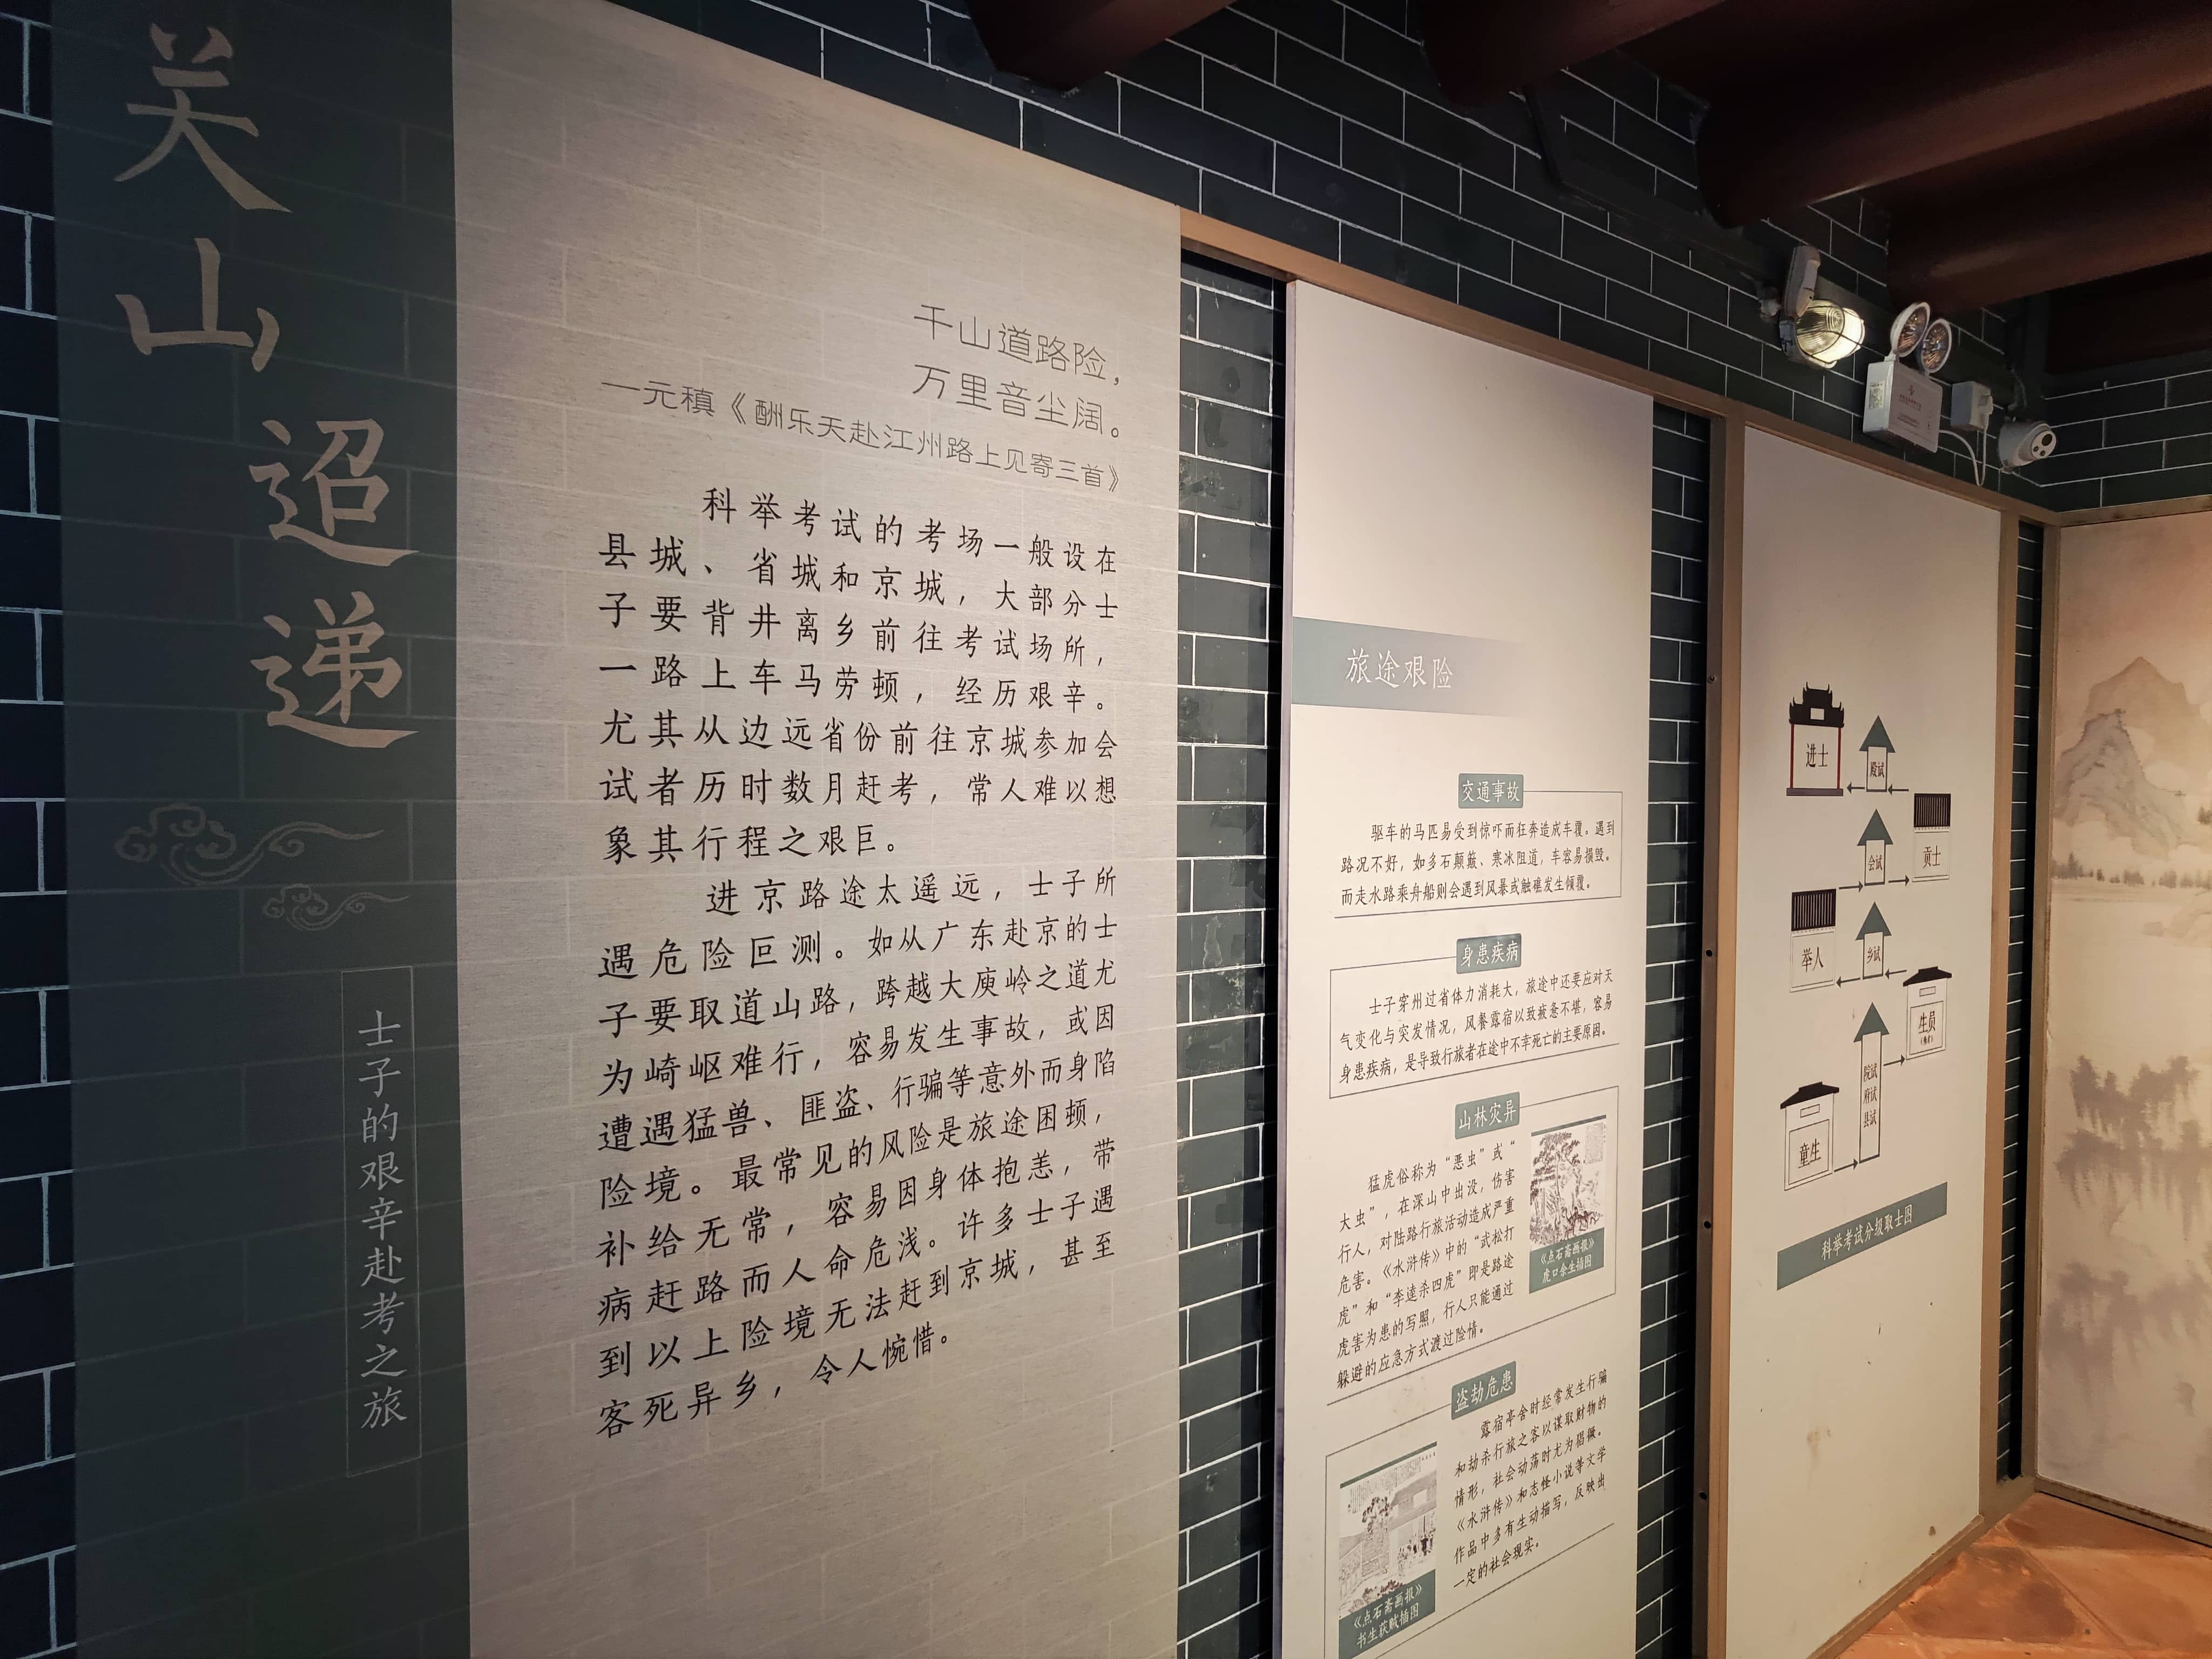 关山迢递
士子的艰辛赴考之旅
千山道路险，
万里音尘阔。
—元稹《酬乐天赴江州路上见寄三首》
科举考试的考场一般设在
县城、省城和京城，大部分士
子要背井离乡前往考试场所，
一路上车马劳顿，经历艰辛。
尤其从边远省份前往京城参加会
试者历时数月赶考，常人难以想
象其行程之艰巨。
进京路途太遥远，士子所
遇危险叵测。如从广东赴京的士
子要取道山路，跨越大庾岭之道尤
为崎岖难行，容易发生事故，或因
遭遇猛兽、匪盗、行骗等意外而身陷
险境。最常见的风险是旅途困顿，
补给无常，容易因身体抱恙，带
病赶路而人命危浅。许多士子遇
到以上险境无法赶到京城，甚至
客死异乡，令人惋惜。
旅途艰险
交通事故
驱车的马匹易受到惊吓而狂奔造成车覆。遇到
路况不好，如多石颠簸、寒冰阻道，车容易损毁。
而走水路乘舟船则会遇到风暴或触礁发生倾覆。
身患疾病
士子穿州过省体力消耗大，旅途中还要应对天
气变化与突发情况，风餐露宿以致疲惫不堪，容易
身患疾病，是导致行旅者在途中不幸死亡的主要原因。
山林灾异
猛虎俗称为“恶虫”或“
大虫”，在深山中出没，伤害
行人，对陆路行旅活动造成严重
危害。《水浒传》中的“武松打
虎”和“李逵杀四虎”即是路途
虎害为患的写照，行人只能通过
躲避的应急方式渡过险情。
《点石斋画报》
虎口余生插图
盗劫危患
露宿亭舍时经常发生行骗
和劫杀行旅之客以谋取财物的
情形，社会动荡时尤为猖獗。
《水浒传》和志怪小说等文学
作品中多有生动描写，反映出
一定的社会现实。
《点石斋画报》
书生获贼插图
进士
殿试
会试
贡士
举人
乡试
生员
(秀才)
院试
府试
县试
童生
科举考试分级取士图